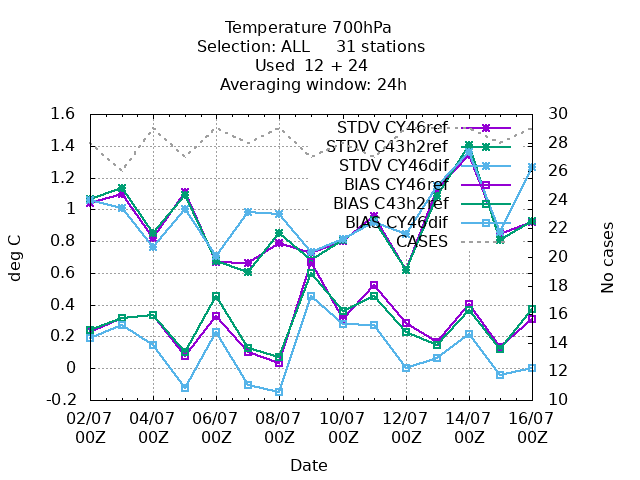 Temperature 700hPa
Selection: ALL 31 stations
Used 12 + 24
Averaging window: 24h
1.6
1.4
1.2
1
0.8
0.6
0.4
0.2
0
-0.2
deg C
30
28
26
24
22
20
18
16
14
12
10
No cases
STDV CY46ref
STDV C43h2ref
STDV CY46dif
BIAS CY46ref
BIAS C43h2ref
BIAS CY46dif
CASES
02/07 04/07 06/07 08/07 10/07 12/07 14/07 16/07
00Z 00Z 00Z 00Z 00Z 00Z 00Z 00Z
Date